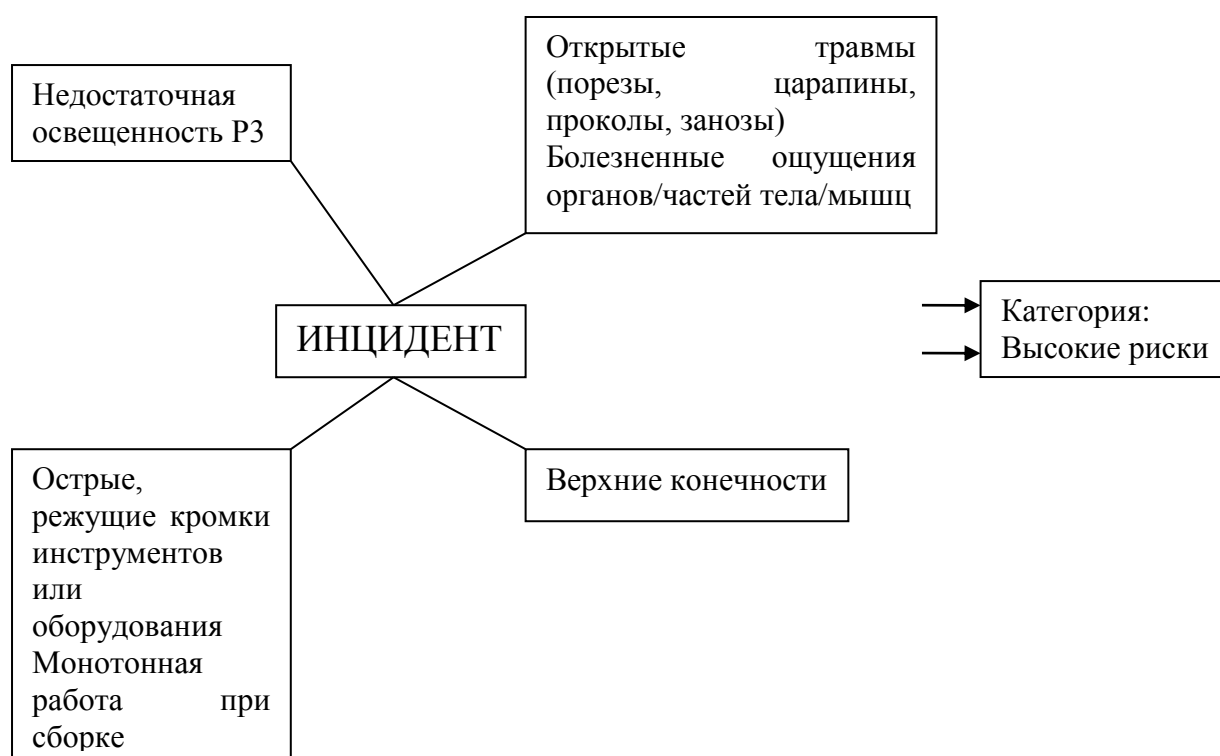 Недостаточная
освещенность Р3
Открытые травмы
(порезы, царапины,
проколы, занозы)
Болезненные ощущения
органов/частей тела/мышц
ИНЦИДЕНТ
Категория:
Высокие риски
Острые,
режущие кромки
инструментов
или
оборудования
Монотонная
работа при
сборке
Верхние конечности